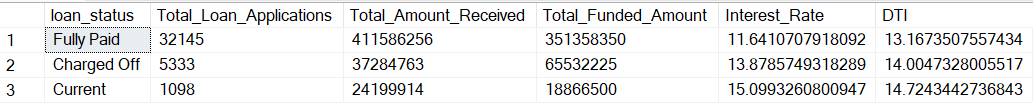 loan_status Total_Loan_Applications Total_Amount_Received Total_Funded_Amount Interest_Rate DTI
1 Fully Paid 32145 411586256 351358350 11.6410707918092 13.1673507557434
2 Charged Off 5333 37284763 65532225 13.8785749318289 14.0047328005517
3 Current 1098 24199914 18866500 15.0993260800947 14.7243442736843